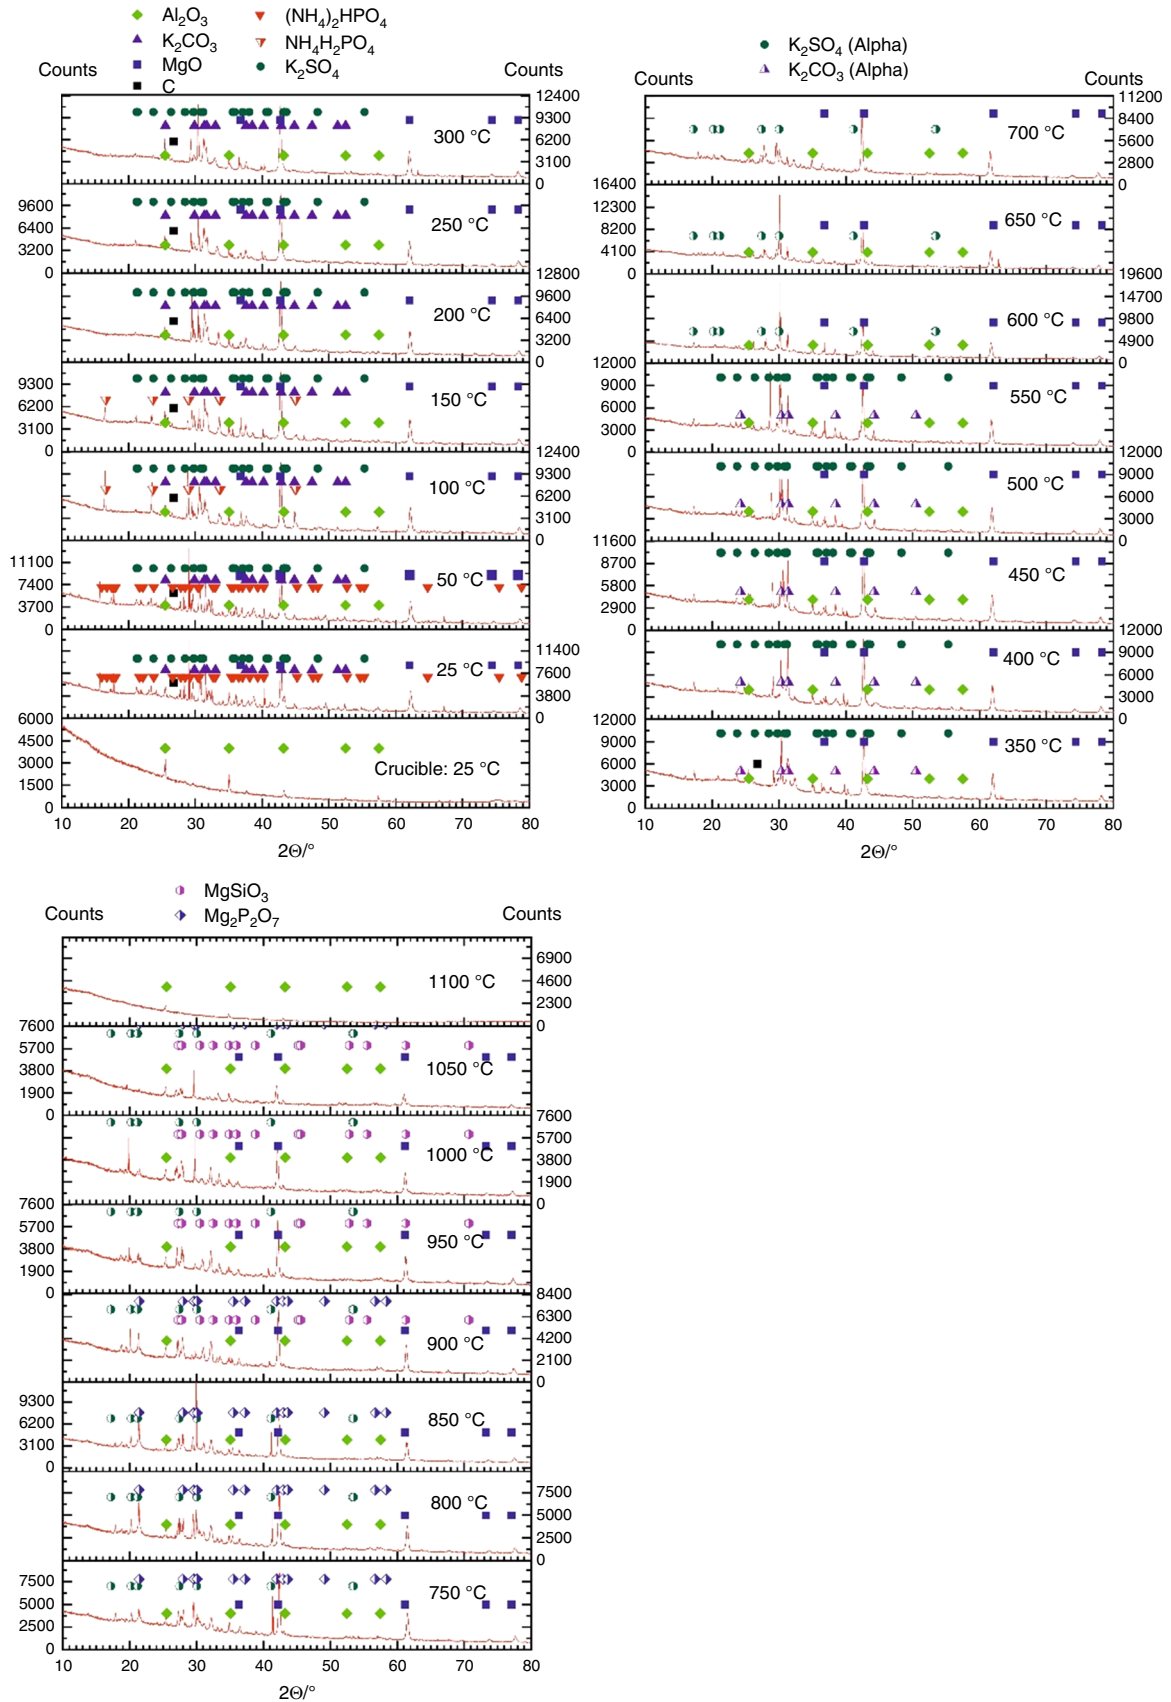 Al2O3 (NH4)2HPO4
K2CO3 NH4H2PO4
MgO K2SO4
C
Counts Counts
12400
9300
6200
3100
0
300 °C
9600
6400
3200
0
250 °C
12800
9600
6400
3200
0
200 °C
9300
6200
3100
0
150 °C
12400
9300
6200
3100
0
100 °C
11100
7400
3700
0
50 °C
11400
7600
3800
0
25 °C
6000
4500
3000
1500
0
Crucible: 25 °C
10 20 30 40 50 60 70 80
2Θ/°
K2SO4 (Alpha)
K2CO3 (Alpha)
Counts Counts
11200
8400
5600
2800
0
700 °C
16400
12300
8200
4100
0
650 °C
19600
14700
9800
4900
0
600 °C
12000
9000
6000
3000
0
550 °C
12000
9000
6000
3000
0
500 °C
11600
8700
5800
2900
0
450 °C
12000
9000
6000
3000
0
400 °C
12000
9000
6000
3000
0
350 °C
10 20 30 40 50 60 70 80
2Θ/°
MgSiO3
Mg2P2O7
Counts Counts
6900
4600
2300
0
1100 °C
7600
5700
3800
1900
0
1050 °C
7600
5700
3800
1900
0
1000 °C
7600
5700
3800
1900
0
950 °C
8400
6300
4200
2100
0
900 °C
9300
6200
3100
0
850 °C
7500
5000
2500
0
800 °C
7500
5000
2500
0
750 °C
10 20 30 40 50 60 70 80
2Θ/°